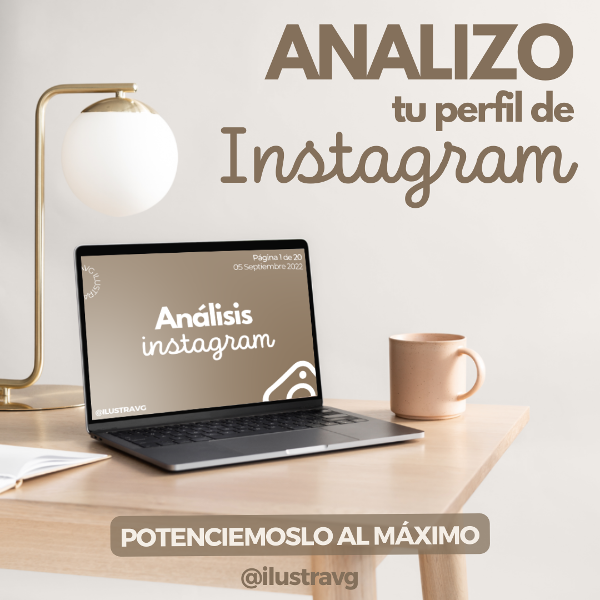 ANALIZO
tu perfil de
Instagram
Página 1 de 20
05 Septiembre 2022
Análisis
instagram
@ILUSTRAVG
POTENCIEMOSLO AL MÁXIMO
@ilustravg